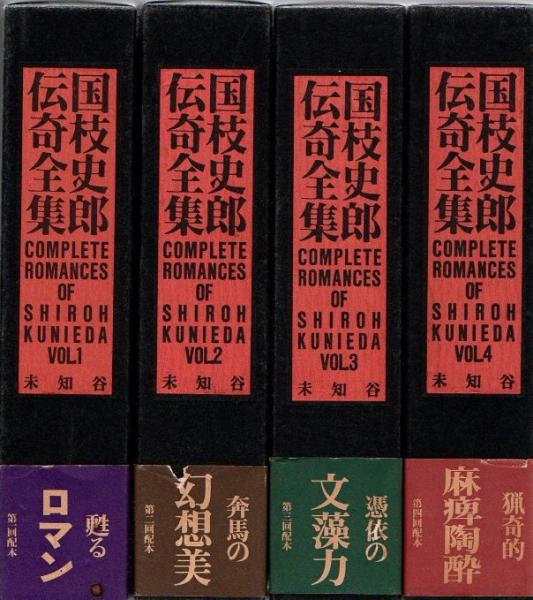 国枝史郎
伝奇全集
COMPLETE
ROMANCES
OF
SHIROH
KUNIEDA
VOL.1
未知谷
甦る
ロマン
第一回配本
国枝史郎
伝奇全集
COMPLETE
ROMANCES
OF
SHIROH
KUNIEDA
VOL.2
未知谷
奔馬の
幻想美
第二回配本
国枝史郎
伝奇全集
COMPLETE
ROMANCES
OF
SHIROH
KUNIEDA
VOL.3
未知谷
憑依の
文藻力
第三回配本
国枝史郎
伝奇全集
COMPLETE
ROMANCES
OF
SHIROH
KUNIEDA
VOL.4
未知谷
猟奇的
麻痺陶酔
第四回配本